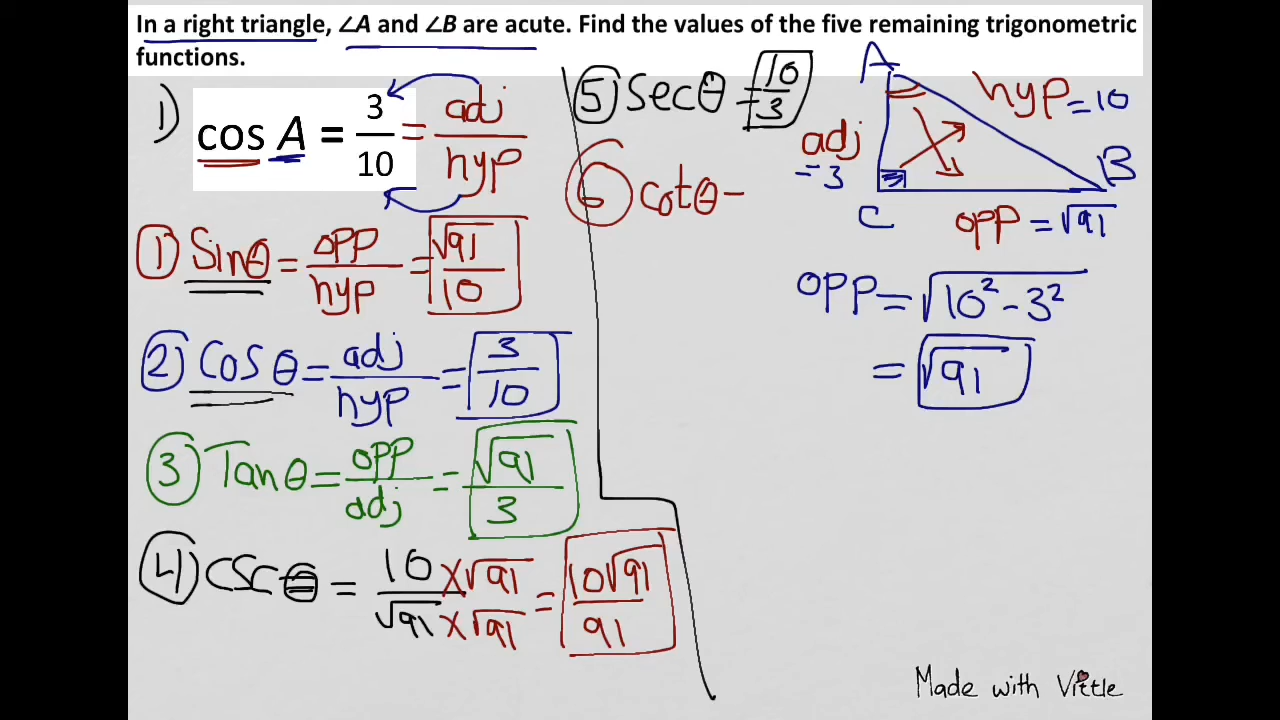 In a right triangle, ∠A and ∠B are acute. Find the values of the five remaining trigonometric
functions.
1) cos A = 3/10 = adj/hyp
① Sinθ = opp/hyp = √91/10
② Cosθ = adj/hyp = 3/10
③ Tanθ = opp/adj = √91/3
④ cscθ = 10/√91 × √91/√91 = 10√91/91
⑤ secθ = 10/3
⑥ cotθ -
A
hyp = 10
adj
= 3
B
C
opp = √91
opp = √10² - 3²
= √91
Made with Vittle